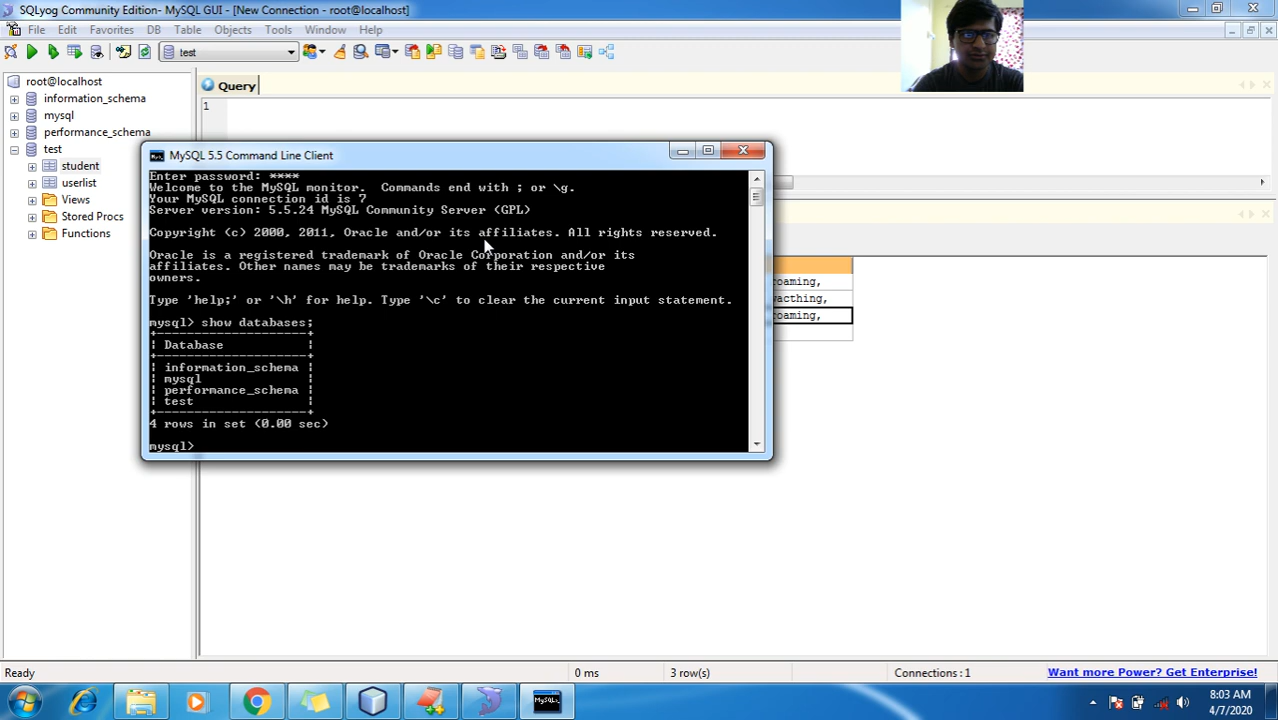 SQLyog Community Edition- MySQL GUI - [New Connection - root@localhost]
File Edit Favorites DB Table Objects Tools Window Help
test
root@localhost
information_schema
mysql
performance_schema
test
student
userlist
Views
Stored Procs
Functions
Query
1
MySQL 5.5 Command Line Client
Enter password: ****
Welcome to the MySQL monitor.  Commands end with ; or \g.
Your MySQL connection id is 7
Server version: 5.5.24 MySQL Community Server (GPL)
Copyright (c) 2000, 2011, Oracle and/or its affiliates. All rights reserved.
Oracle is a registered trademark of Oracle Corporation and/or its
affiliates. Other names may be trademarks of their respective
owners.
Type 'help;' or '\h' for help. Type '\c' to clear the current input statement.
mysql> show databases;
+--------------------+
| Database           |
+--------------------+
| information_schema |
| mysql              |
| performance_schema |
| test               |
+--------------------+
4 rows in set (0.00 sec)
mysql>
oaming,
wacthing,
oaming,
Ready 0 ms 3 row(s) Connections: 1 Want more Power? Get Enterprise!
8:03 AM
4/7/2020